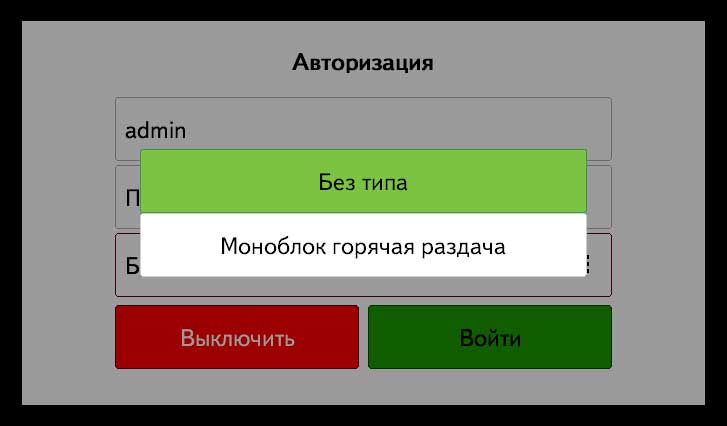 Авторизация
admin
Без типа
П
Моноблок горячая раздача
Б
Выключить
Войти